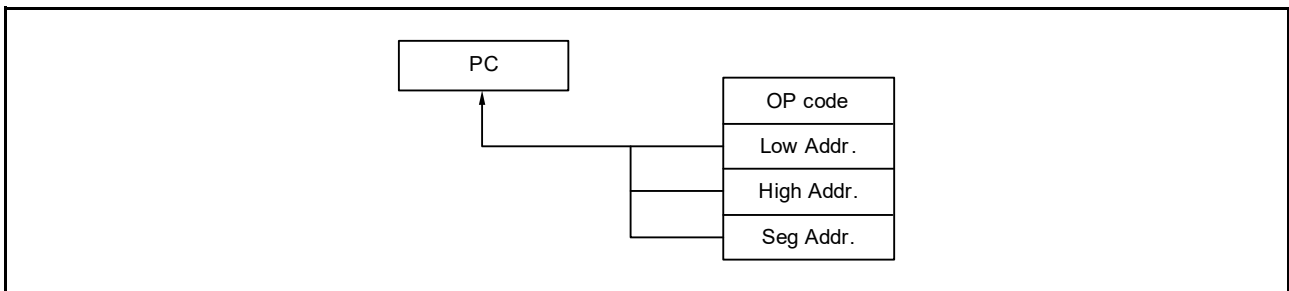 PC
OP code
Low Addr.
High Addr.
Seg Addr.